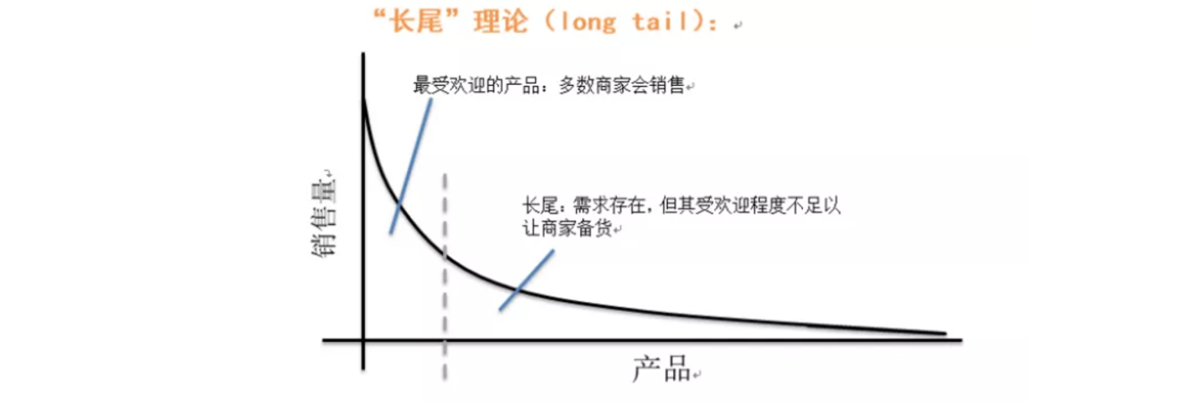 “长尾”理论（long tail）：
最受欢迎的产品：多数商家会销售
长尾：需求存在，但其受欢迎程度不足以
让商家备货
销售量
产品